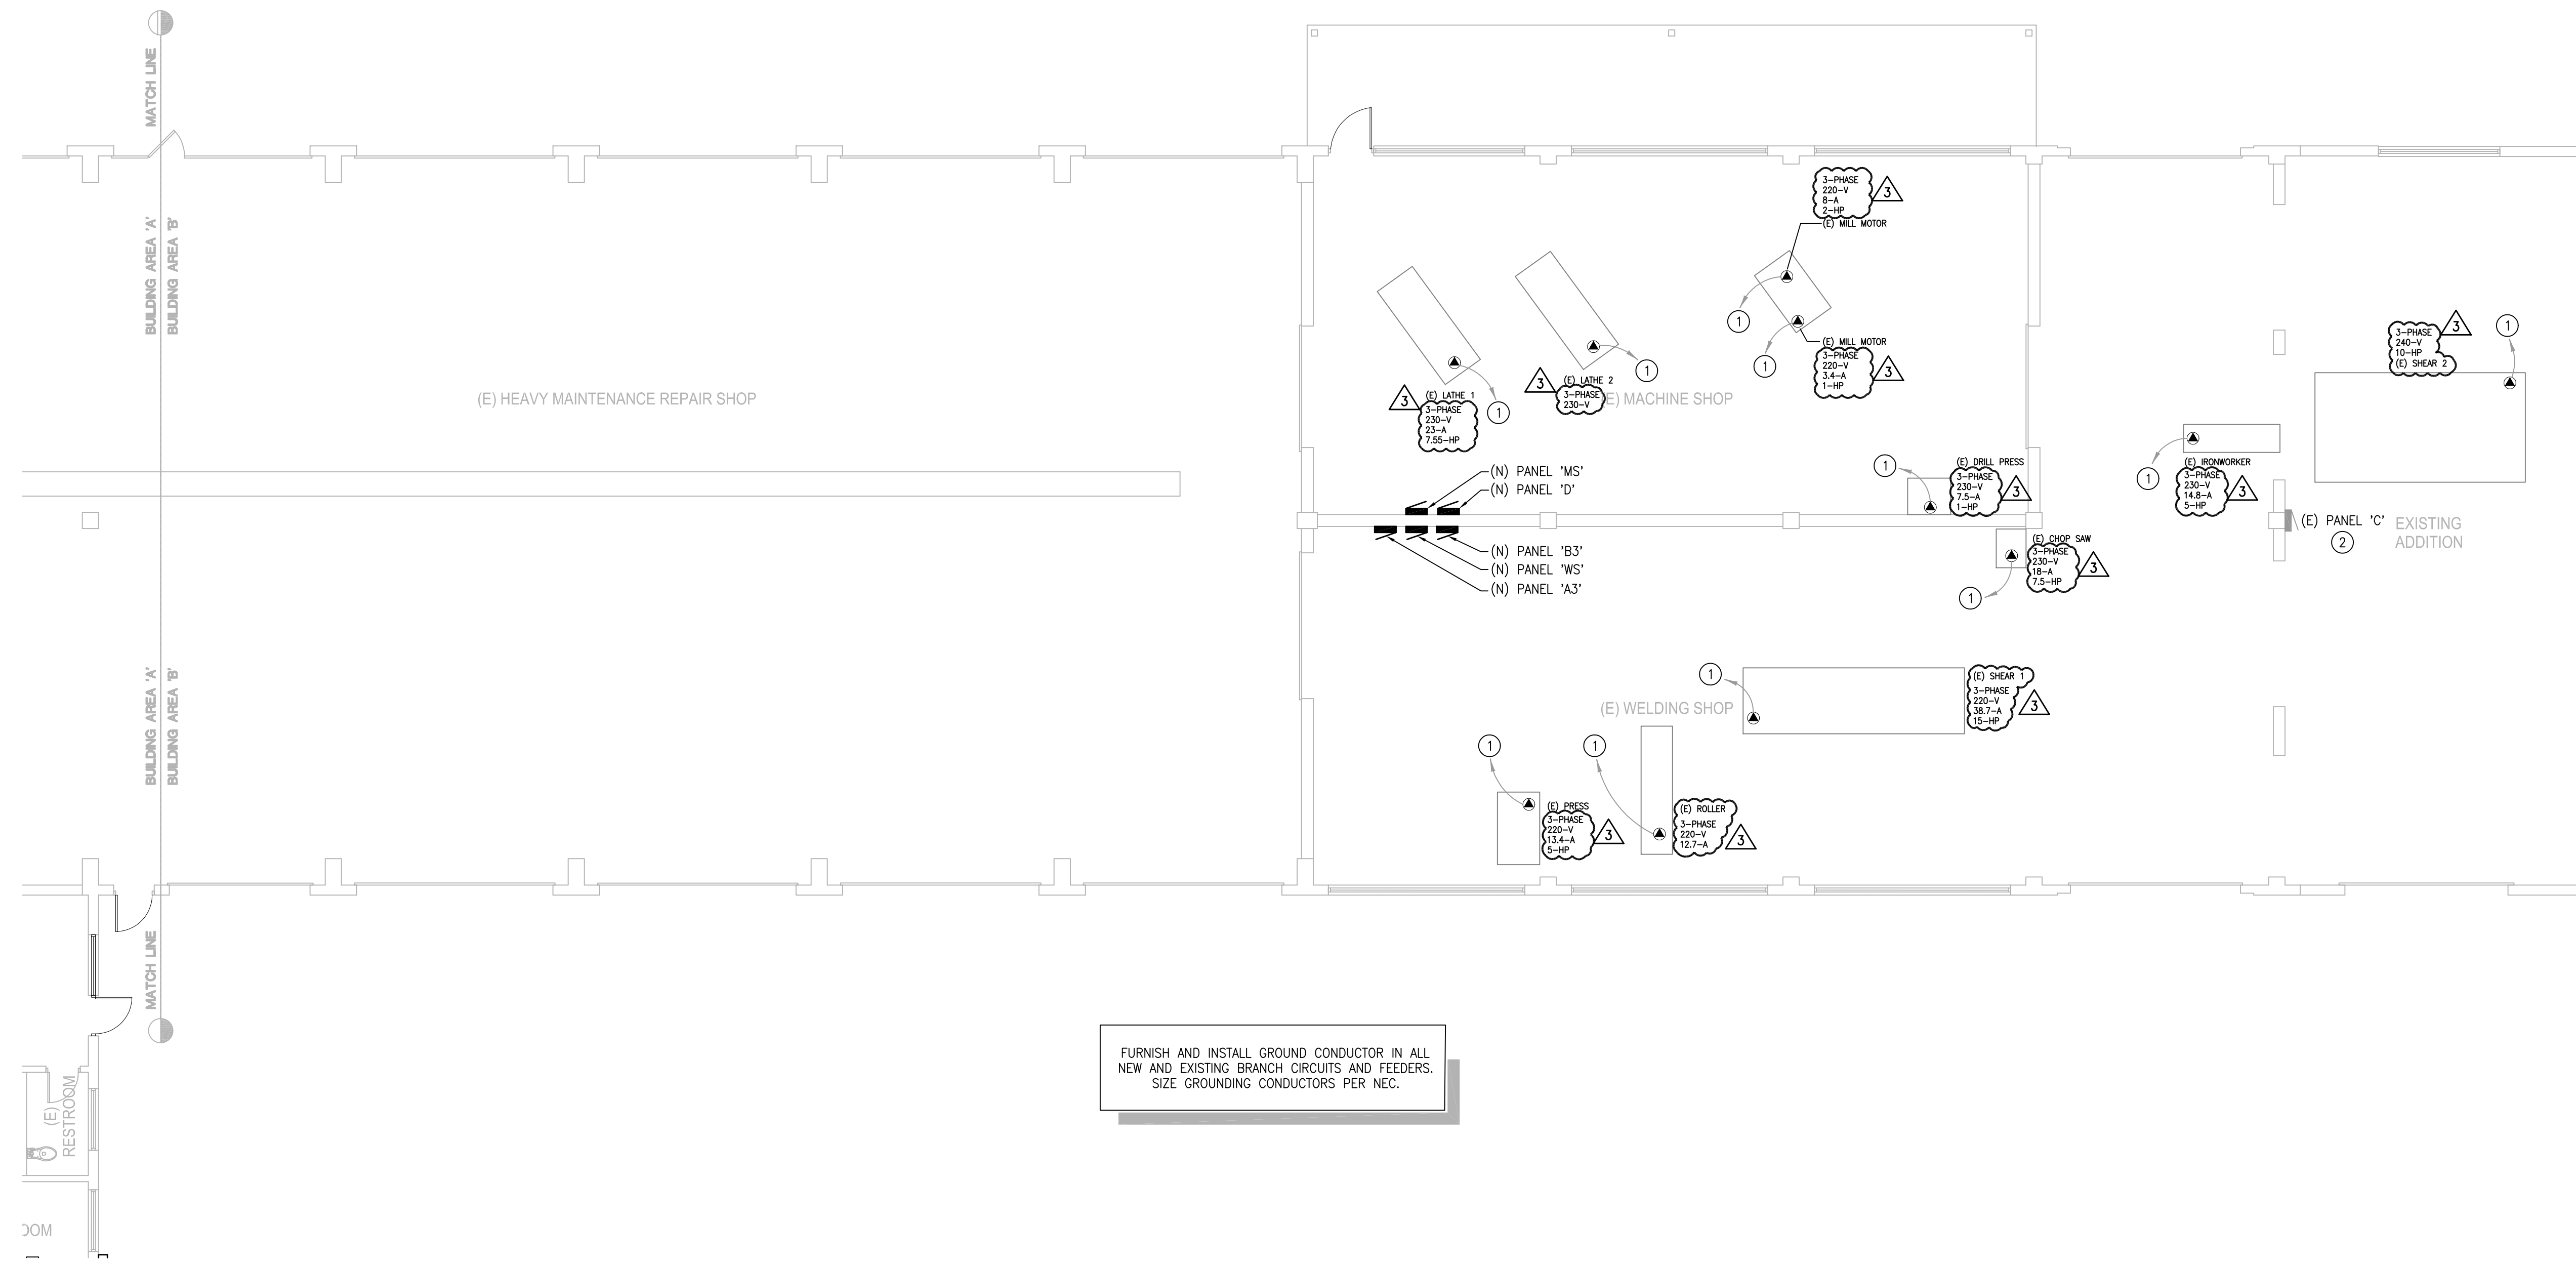 MATCH LINE
BUILDING AREA 'A'
BUILDING AREA 'B'
(E) HEAVY MAINTENANCE REPAIR SHOP
BUILDING AREA 'A'
BUILDING AREA 'B'
MATCH LINE
(E)
RESTROOM
3-PHASE
220-V
8-A
2-HP
3
(E) MILL MOTOR
1
1
(E) MILL MOTOR
3-PHASE
220-V
3.4-A
1-HP
3
1
3
(E) LATHE 1
3-PHASE
230-V
23-A
7.55-HP
1
3
(E) LATHE 2
3-PHASE
230-V
(E) MACHINE SHOP
(N) PANEL 'MS'
(N) PANEL 'D'
(N) PANEL 'B3'
(N) PANEL 'WS'
(N) PANEL 'A3'
1
(E) DRILL PRESS
3-PHASE
230-V
7.5-A
1-HP
3
(E) CHOP SAW
3-PHASE
230-V
18-A
7.5-HP
3
1
1
(E) IRONWORKER
3-PHASE
230-V
14.8-A
5-HP
3
3-PHASE
240-V
10-HP
(E) SHEAR 2
3
1
(E) PANEL 'C'
2
EXISTING
ADDITION
1
(E) SHEAR 1
3-PHASE
220-V
38.7-A
15-HP
3
(E) WELDING SHOP
1
(E) PRESS
3-PHASE
220-V
13.4-A
5-HP
3
1
(E) ROLLER
3-PHASE
220-V
12.7-A
3
FURNISH AND INSTALL GROUND CONDUCTOR IN ALL
NEW AND EXISTING BRANCH CIRCUITS AND FEEDERS.
SIZE GROUNDING CONDUCTORS PER NEC.